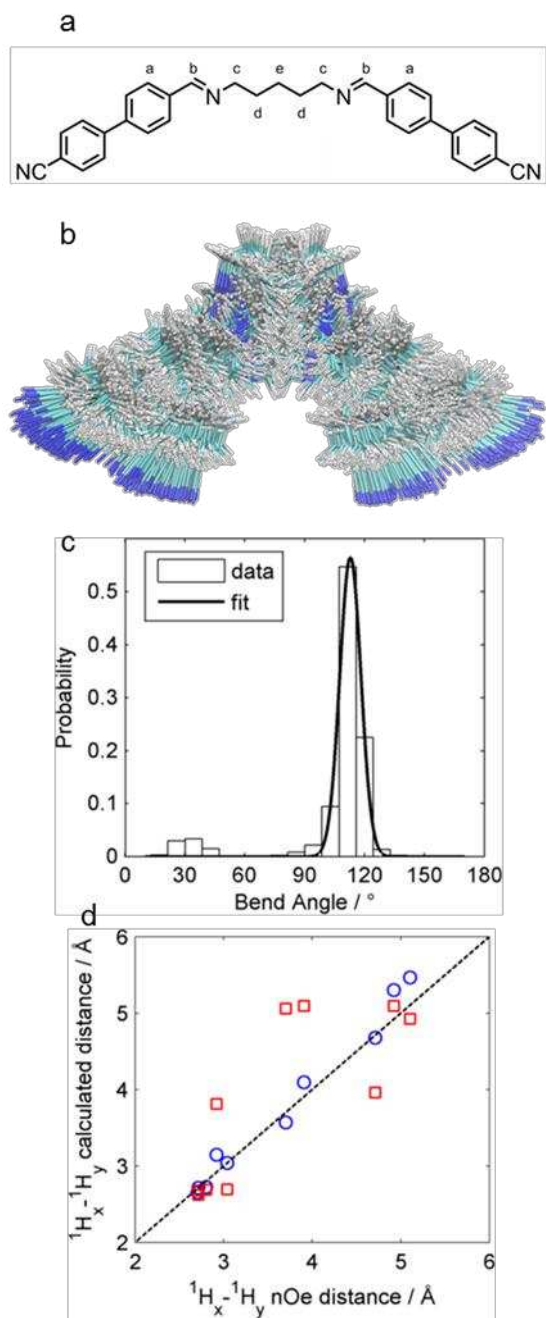 a
a b c e c b a
N N
d d
NC CN
b
c
data
fit
Probability
0.5
0.4
0.3
0.2
0.1
0
0 30 60 90 120 150 180
Bend Angle / °
d
¹Hₓ-¹Hᵧ calculated distance / Å
6
5
4
3
2
2 3 4 5 6
¹Hₓ-¹Hᵧ nOe distance / Å